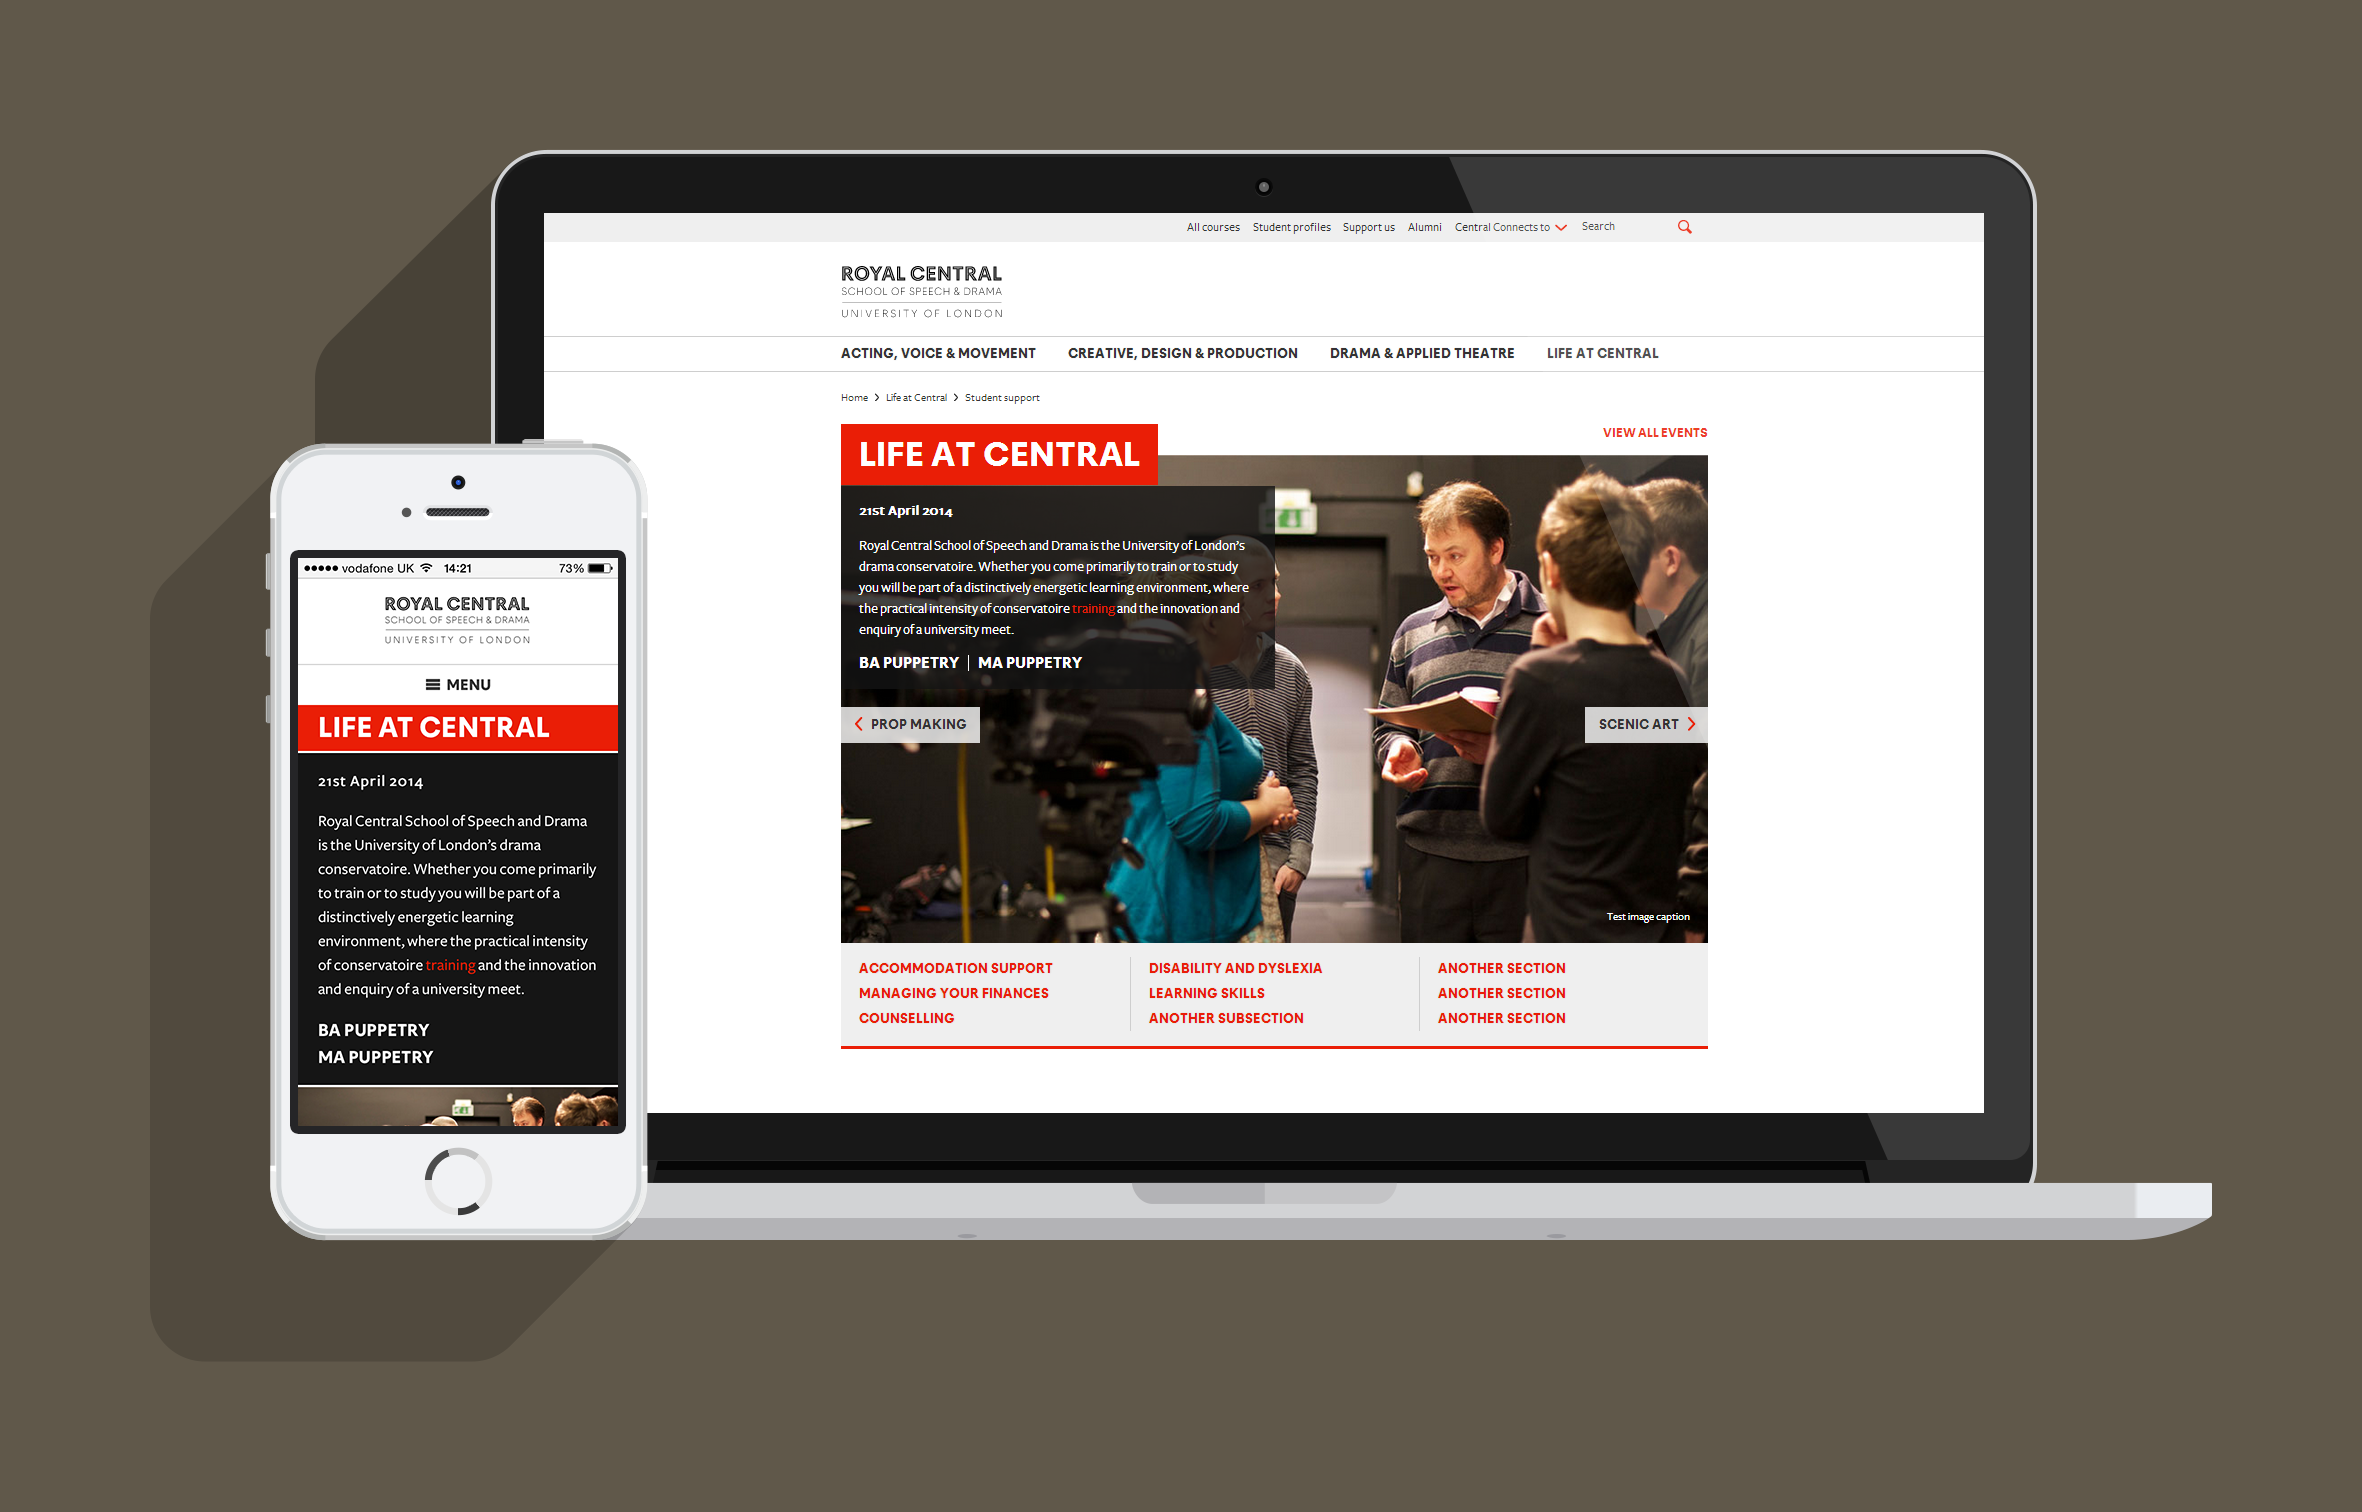 All courses Student profiles Support us Alumni Central Connects to Search
ROYAL CENTRAL
SCHOOL OF SPEECH & DRAMA
UNIVERSITY OF LONDON
ACTING, VOICE & MOVEMENT CREATIVE, DESIGN & PRODUCTION DRAMA & APPLIED THEATRE LIFE AT CENTRAL
Home > Life at Central > Student support
VIEW ALL EVENTS
LIFE AT CENTRAL
21st April 2014
Royal Central School of Speech and Drama is the University of London's
drama conservatoire. Whether you come primarily to train or to study
you will be part of a distinctively energetic learning environment, where
the practical intensity of conservatoire training and the innovation and
enquiry of a university meet.
BA PUPPETRY | MA PUPPETRY
PROP MAKING
SCENIC ART
Test image caption
ACCOMMODATION SUPPORT
MANAGING YOUR FINANCES
COUNSELLING
DISABILITY AND DYSLEXIA
LEARNING SKILLS
ANOTHER SUBSECTION
ANOTHER SECTION
ANOTHER SECTION
ANOTHER SECTION
vodafone UK 14:21 73%
ROYAL CENTRAL
SCHOOL OF SPEECH & DRAMA
UNIVERSITY OF LONDON
MENU
LIFE AT CENTRAL
21st April 2014
Royal Central School of Speech and Drama
is the University of London's drama
conservatoire. Whether you come primarily
to train or to study you will be part of a
distinctively energetic learning
environment, where the practical intensity
of conservatoire training and the innovation
and enquiry of a university meet.
BA PUPPETRY
MA PUPPETRY